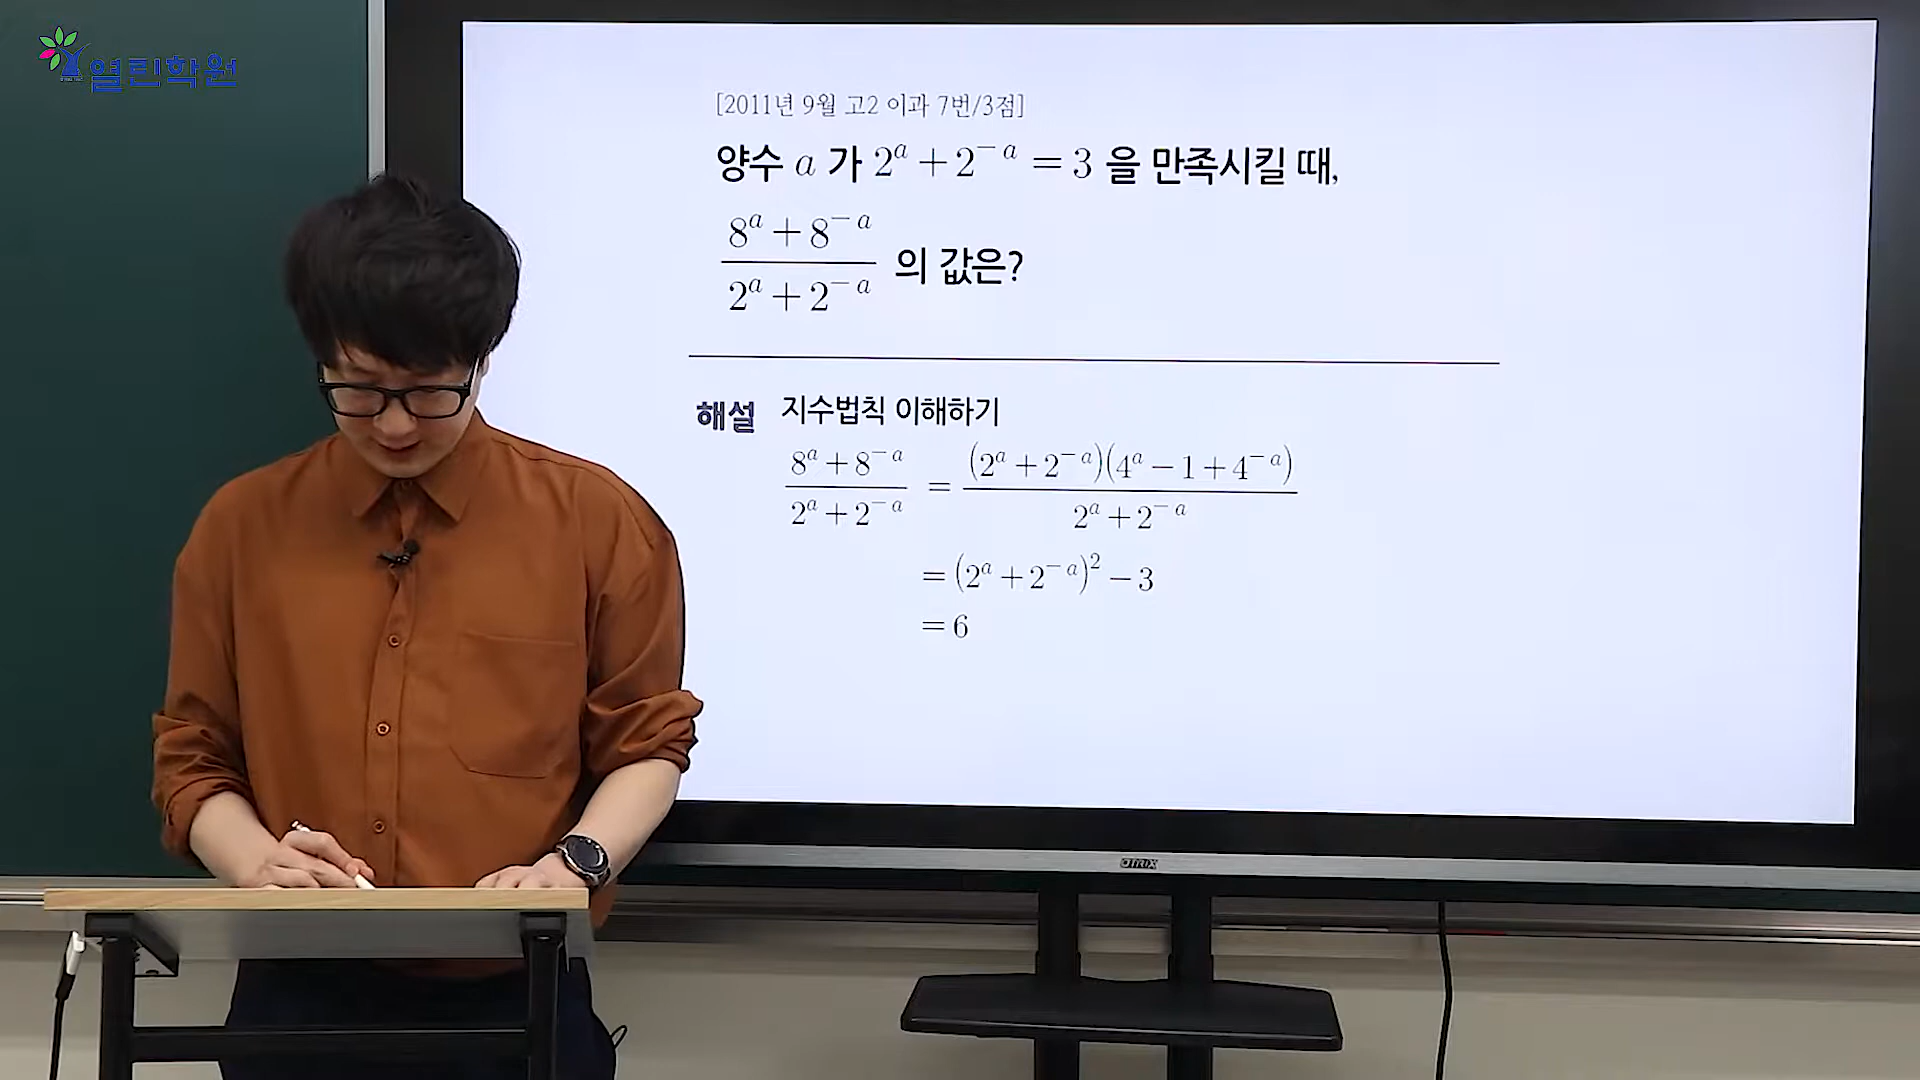 열린학원
[2011년 9월 고2 이과 7번/3점]
양수 a 가 2^a + 2^{-a} = 3 을 만족시킬 때,
\frac{8^a + 8^{-a}}{2^a + 2^{-a}} 의 값은?
해설 지수법칙 이해하기
\frac{8^a + 8^{-a}}{2^a + 2^{-a}} = \frac{(2^a + 2^{-a})(4^a - 1 + 4^{-a})}{2^a + 2^{-a}}
= (2^a + 2^{-a})^2 - 3
= 6